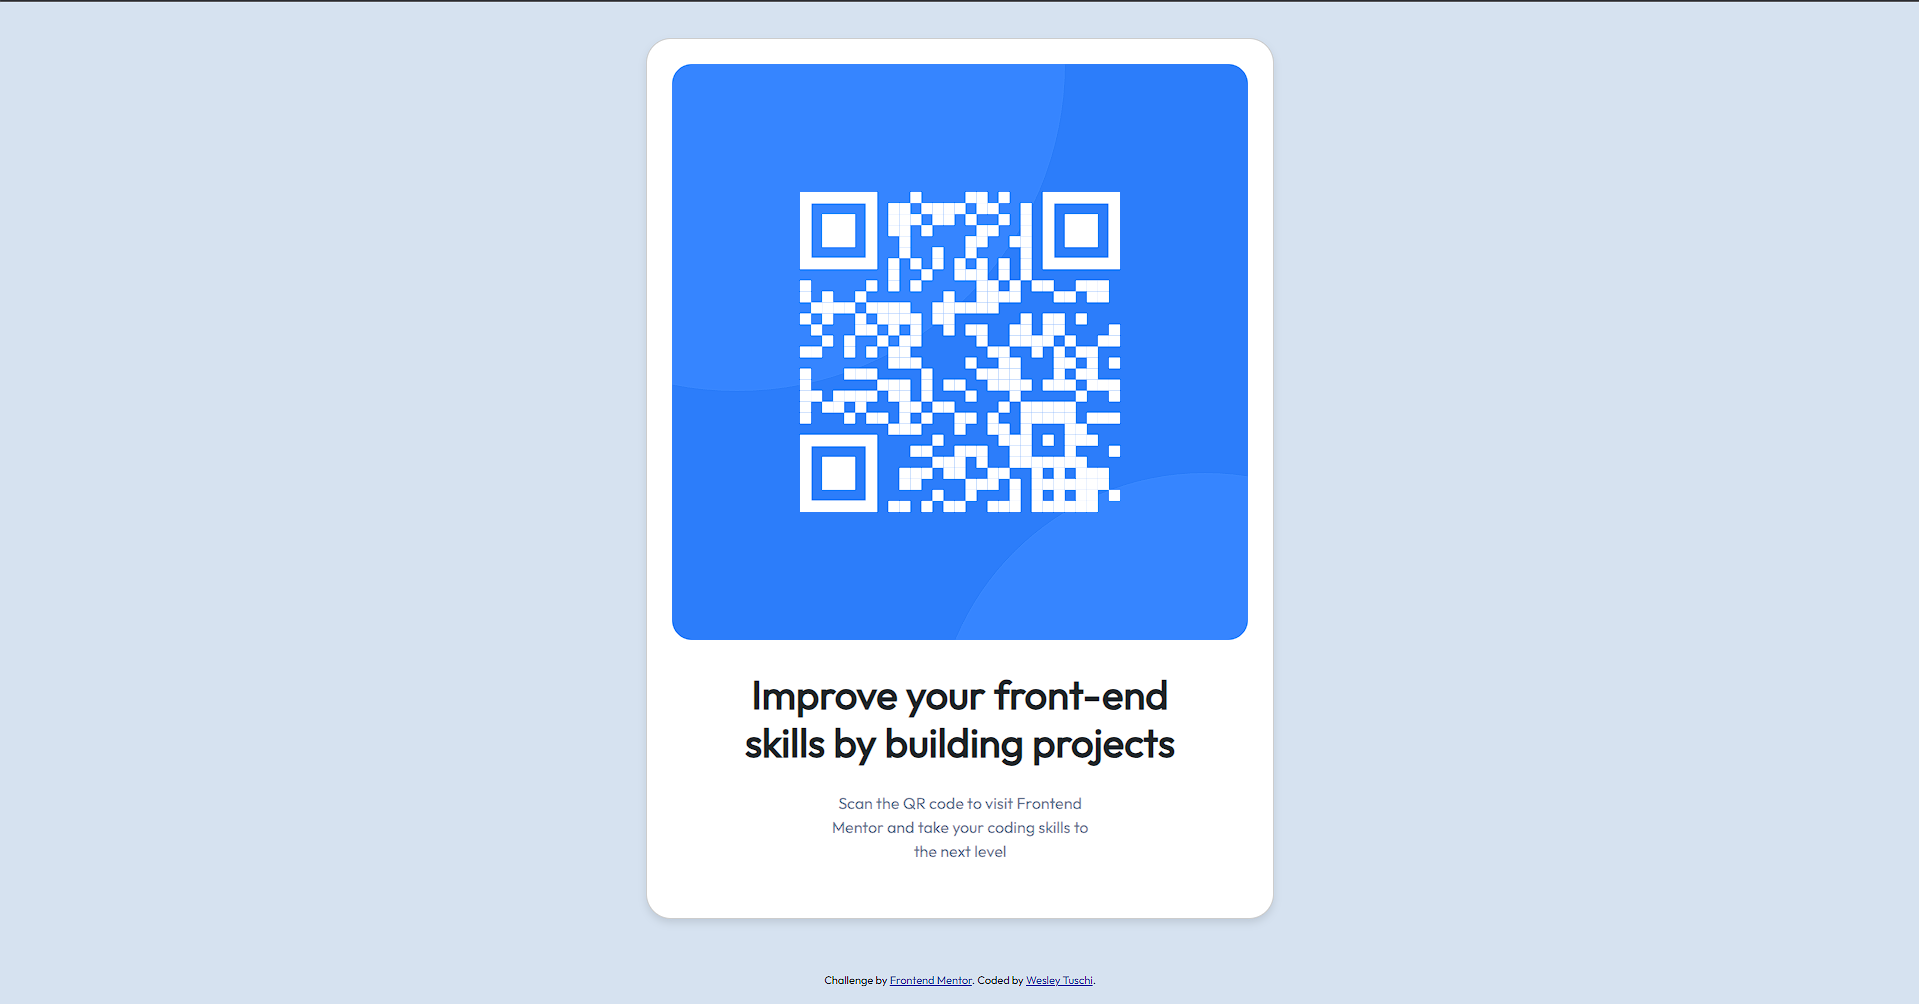 Improve your front-end
skills by building projects
Scan the QR code to visit Frontend
Mentor and take your coding skills to
the next level
Challenge by Frontend Mentor. Coded by Wesley Tuschi.